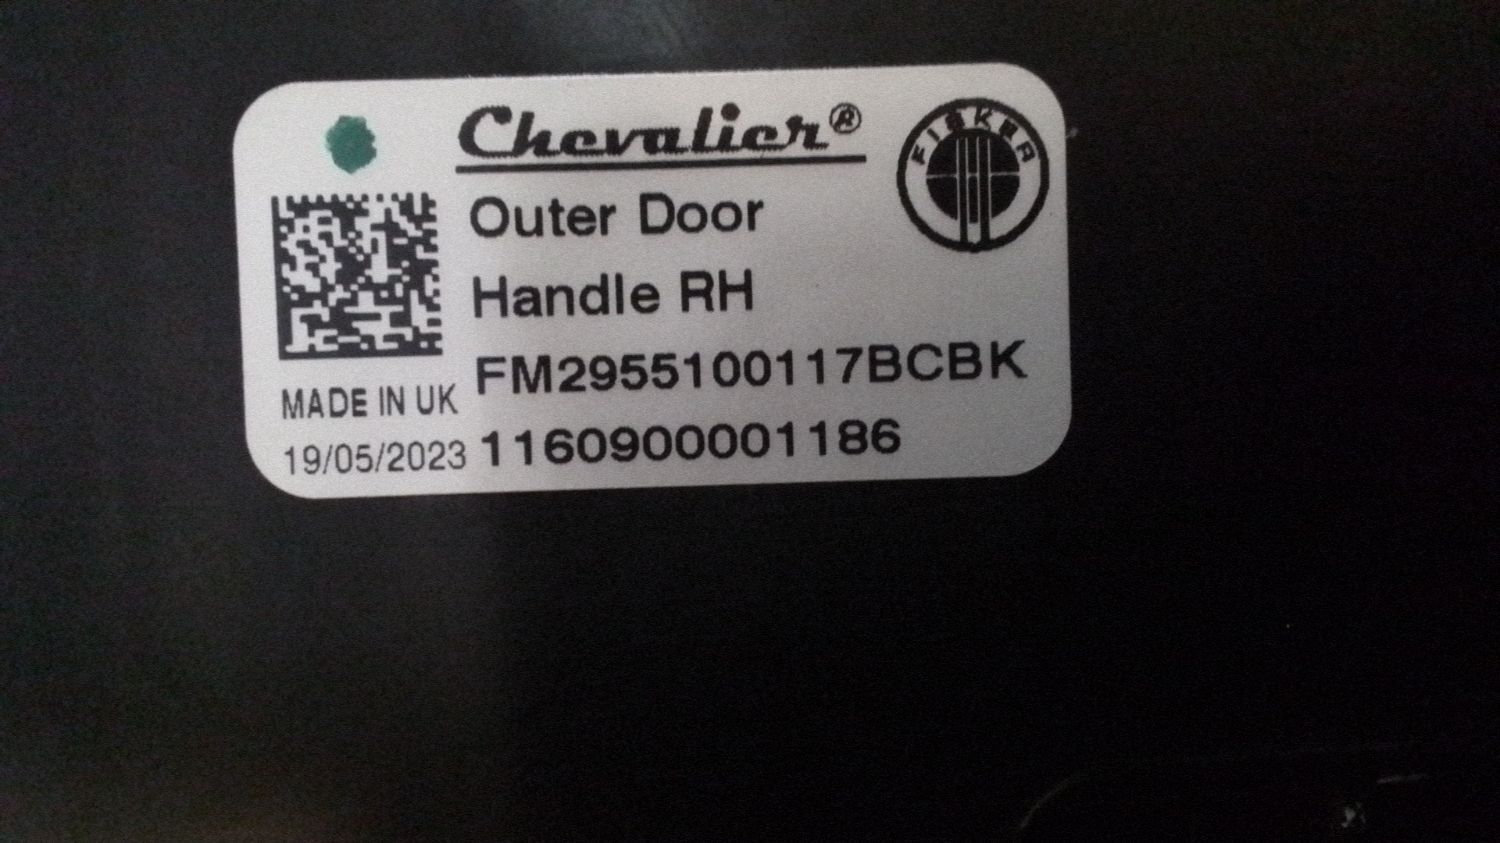 Chevalier®
FISKER
Outer Door
Handle RH
FM2955100117BCBK
MADE IN UK
19/05/2023 1160900001186